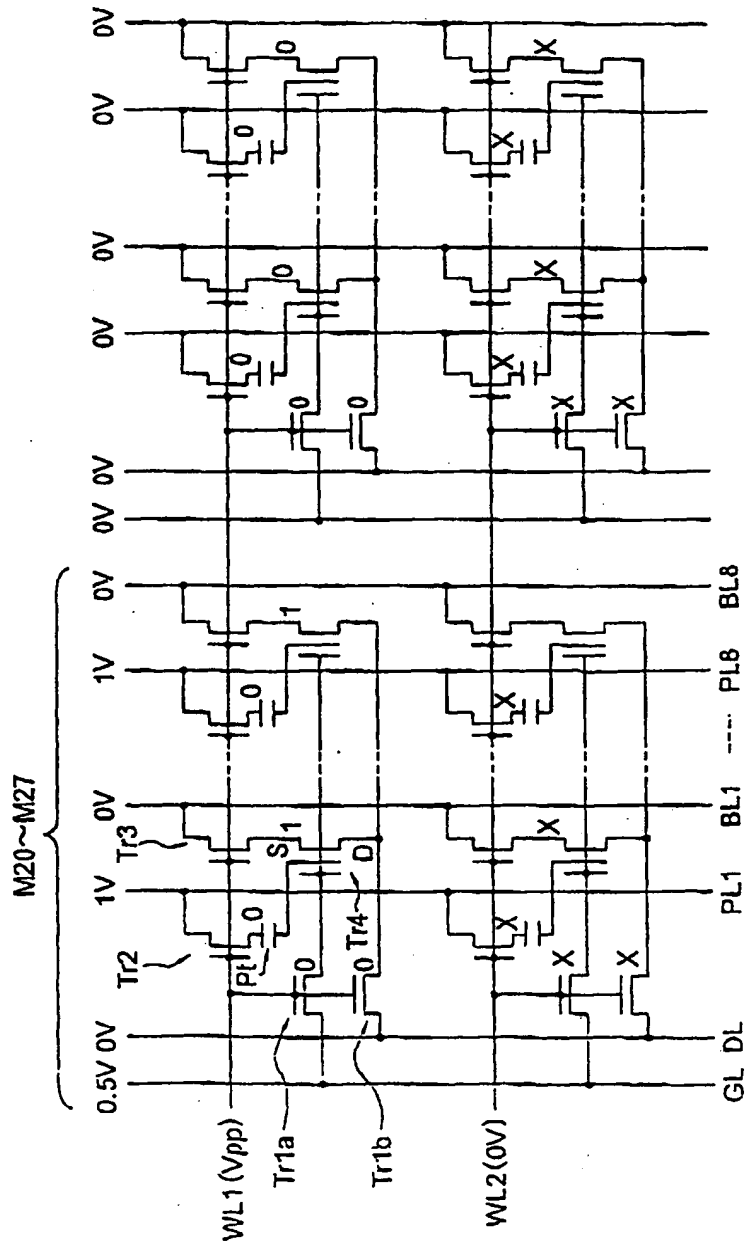 M20~M27
0.5V 0V 1V 0V 1V 0V 0V 0V 0V 0V 0V 0V
Tr2 Tr3
WL1 (Vpp)
Pt 0 S 1 0 1 0 0 0 0
Tr1a 0 Tr4 D 0
Tr1b 0 0
WL2 (0V)
X X X X X X X
X X
X X
GL DL PL1 BL1 ---- PL8 BL8